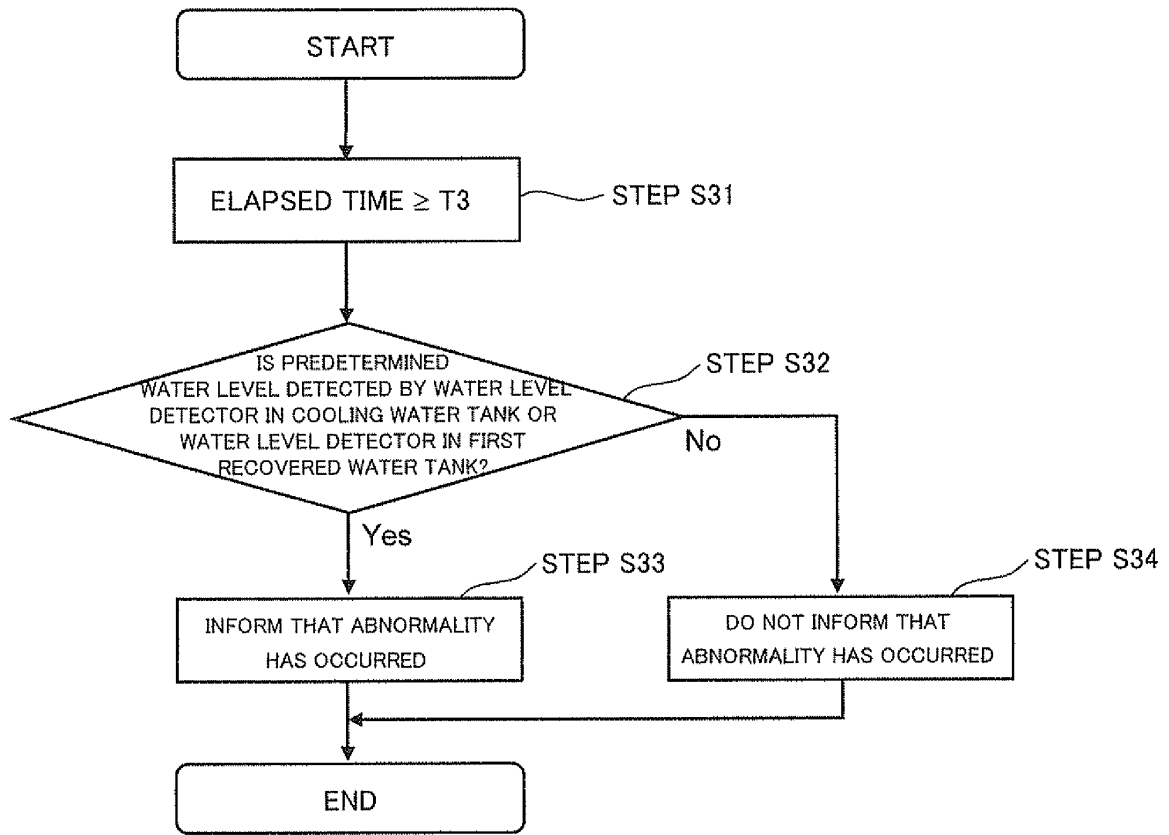 START
ELAPSED TIME ≥ T3
STEP S31
IS PREDETERMINED
WATER LEVEL DETECTED BY WATER LEVEL
DETECTOR IN COOLING WATER TANK OR
WATER LEVEL DETECTOR IN FIRST
RECOVERED WATER TANK?
STEP S32
No
Yes
STEP S33
INFORM THAT ABNORMALITY
HAS OCCURRED
STEP S34
DO NOT INFORM THAT
ABNORMALITY HAS OCCURRED
END